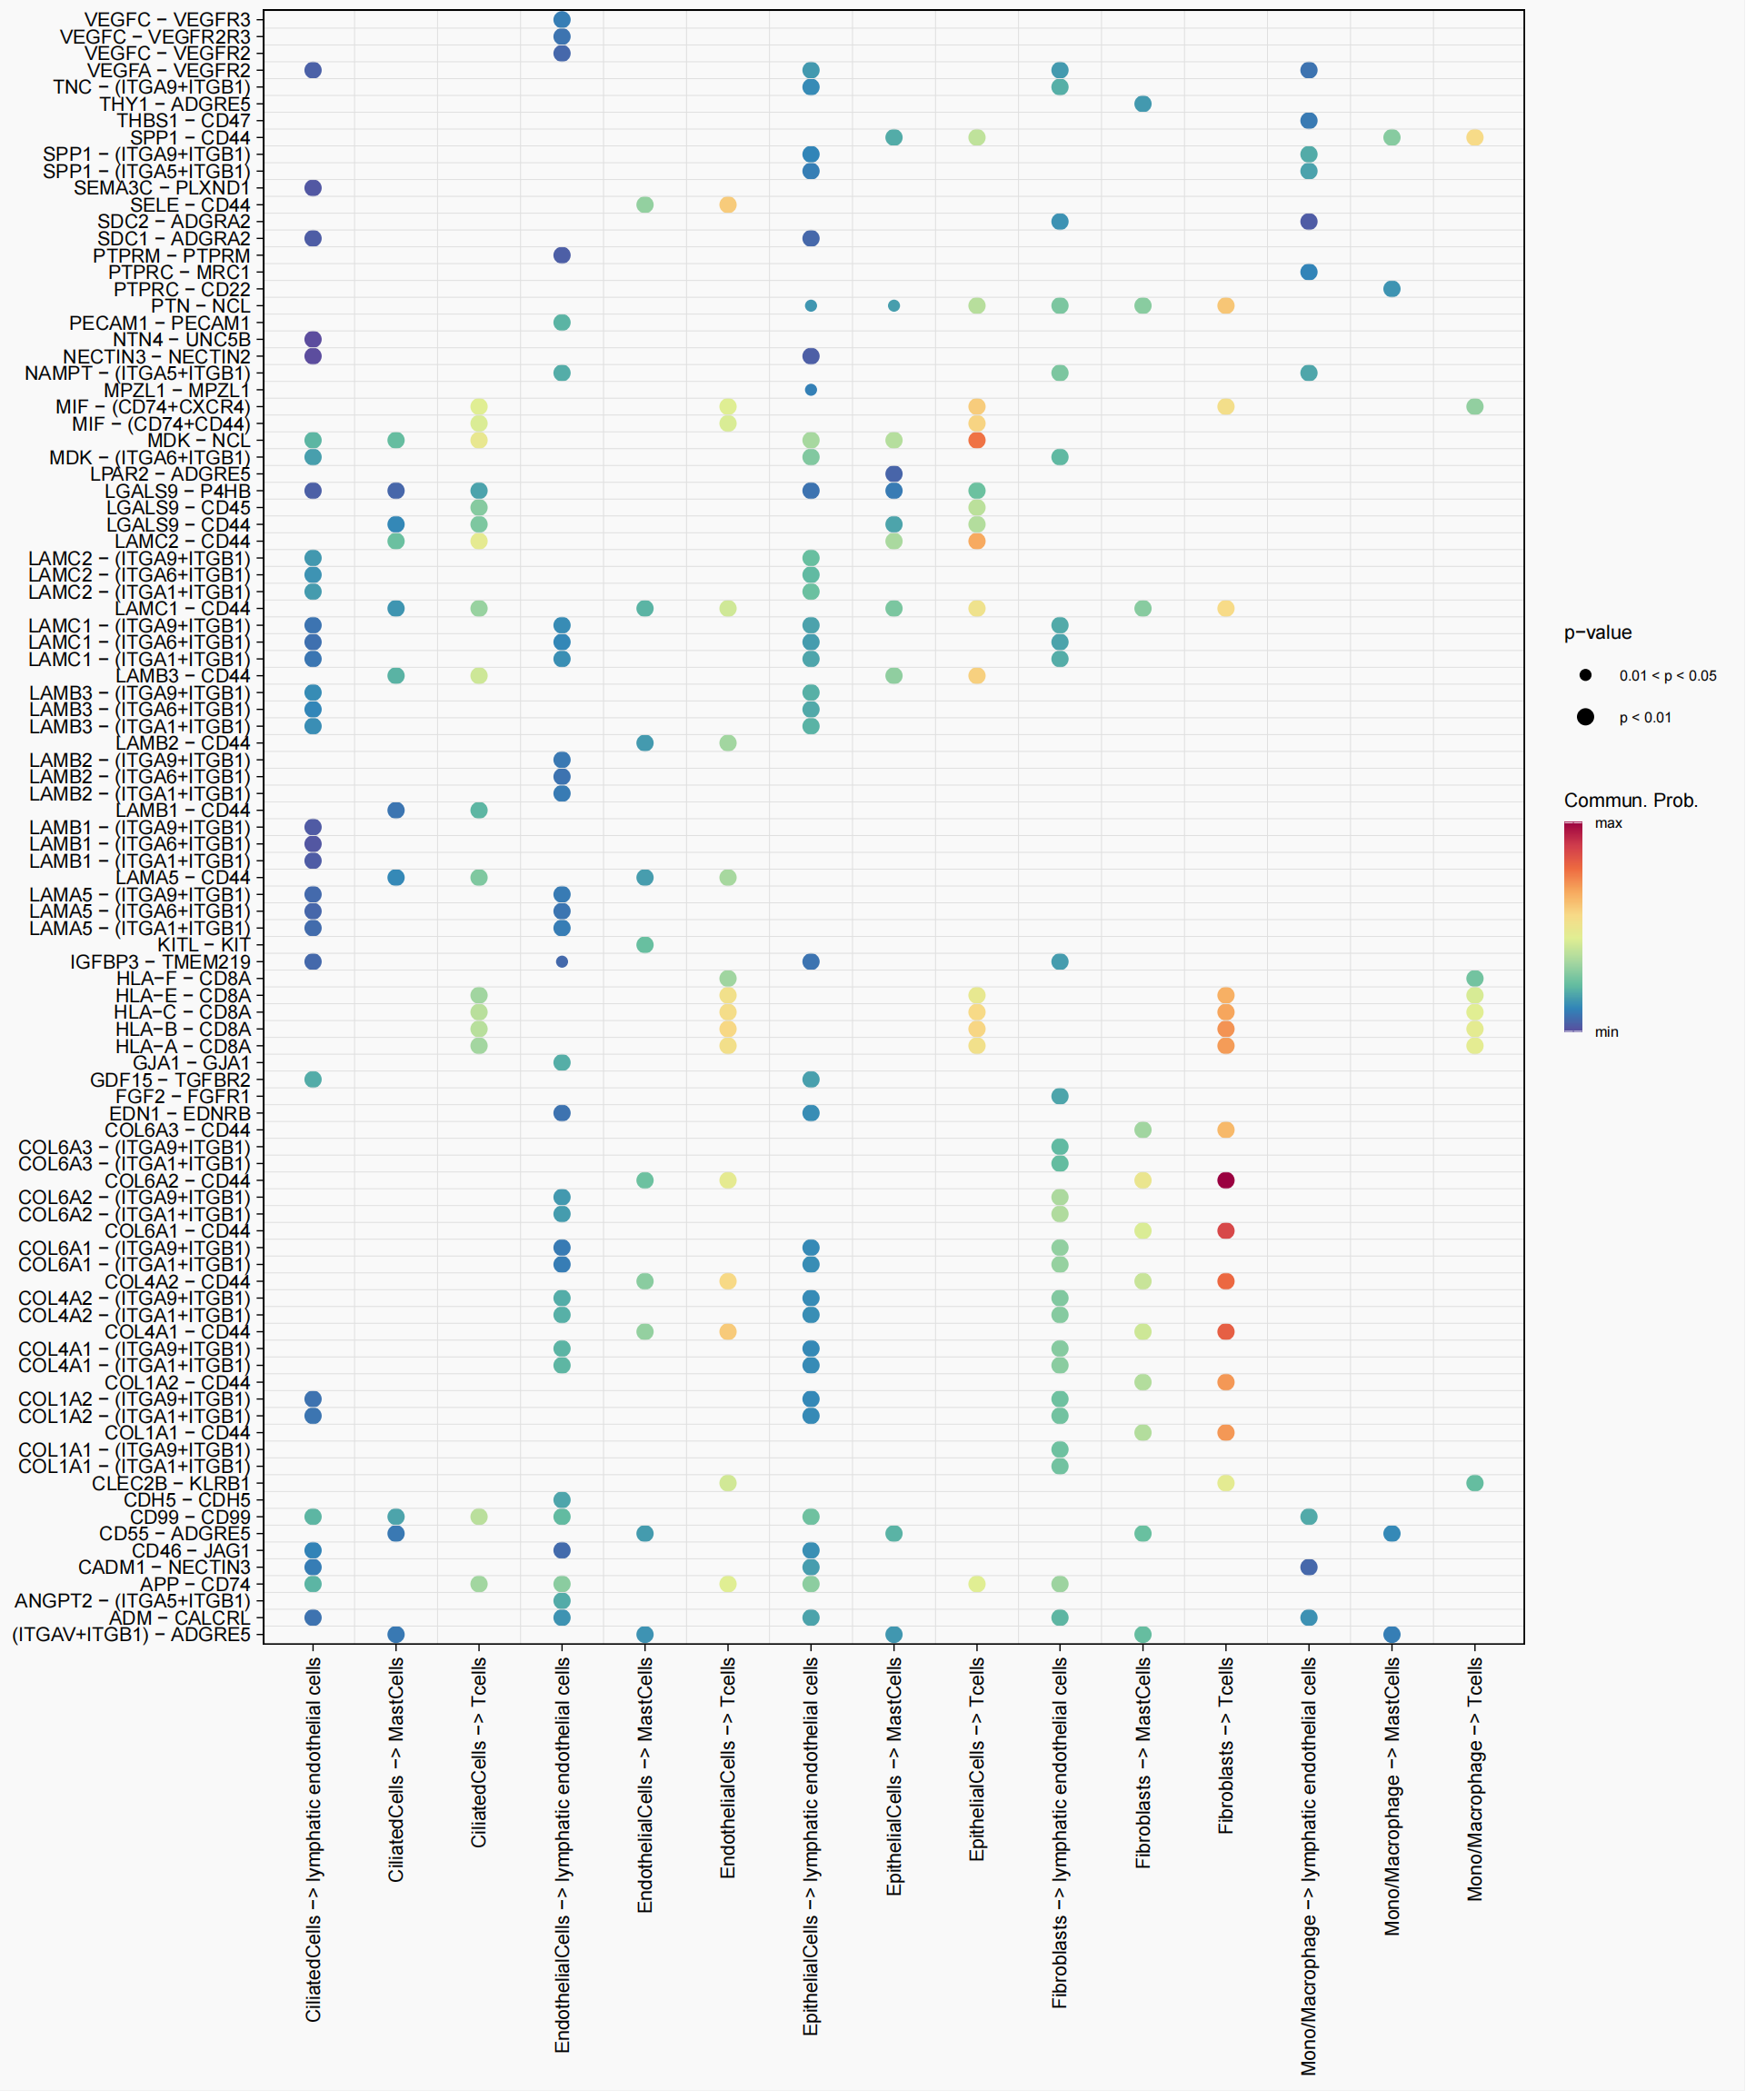 VEGFC − VEGFR3
VEGFC − VEGFR2R3
VEGFC − VEGFR2
VEGFA − VEGFR2
TNC − (ITGA9+ITGB1)
THY1 − ADGRE5
THBS1 − CD47
SPP1 − CD44
SPP1 − (ITGA9+ITGB1)
SPP1 − (ITGA5+ITGB1)
SEMA3C − PLXND1
SELE − CD44
SDC2 − ADGRA2
SDC1 − ADGRA2
PTPRM − PTPRM
PTPRC − MRC1
PTPRC − CD22
PTN − NCL
PECAM1 − PECAM1
NTN4 − UNC5B
NECTIN3 − NECTIN2
NAMPT − (ITGA5+ITGB1)
MPZL1 − MPZL1
MIF − (CD74+CXCR4)
MIF − (CD74+CD44)
MDK − NCL
MDK − (ITGA6+ITGB1)
LPAR2 − ADGRE5
LGALS9 − P4HB
LGALS9 − CD45
LGALS9 − CD44
LAMC2 − CD44
LAMC2 − (ITGA9+ITGB1)
LAMC2 − (ITGA6+ITGB1)
LAMC2 − (ITGA1+ITGB1)
LAMC1 − CD44
LAMC1 − (ITGA9+ITGB1)
LAMC1 − (ITGA6+ITGB1)
LAMC1 − (ITGA1+ITGB1)
LAMB3 − CD44
LAMB3 − (ITGA9+ITGB1)
LAMB3 − (ITGA6+ITGB1)
LAMB3 − (ITGA1+ITGB1)
LAMB2 − CD44
LAMB2 − (ITGA9+ITGB1)
LAMB2 − (ITGA6+ITGB1)
LAMB2 − (ITGA1+ITGB1)
LAMB1 − CD44
LAMB1 − (ITGA9+ITGB1)
LAMB1 − (ITGA6+ITGB1)
LAMB1 − (ITGA1+ITGB1)
LAMA5 − CD44
LAMA5 − (ITGA9+ITGB1)
LAMA5 − (ITGA6+ITGB1)
LAMA5 − (ITGA1+ITGB1)
KITL − KIT
IGFBP3 − TMEM219
HLA−F − CD8A
HLA−E − CD8A
HLA−C − CD8A
HLA−B − CD8A
HLA−A − CD8A
GJA1 − GJA1
GDF15 − TGFBR2
FGF2 − FGFR1
EDN1 − EDNRB
COL6A3 − CD44
COL6A3 − (ITGA9+ITGB1)
COL6A3 − (ITGA1+ITGB1)
COL6A2 − CD44
COL6A2 − (ITGA9+ITGB1)
COL6A2 − (ITGA1+ITGB1)
COL6A1 − CD44
COL6A1 − (ITGA9+ITGB1)
COL6A1 − (ITGA1+ITGB1)
COL4A2 − CD44
COL4A2 − (ITGA9+ITGB1)
COL4A2 − (ITGA1+ITGB1)
COL4A1 − CD44
COL4A1 − (ITGA9+ITGB1)
COL4A1 − (ITGA1+ITGB1)
COL1A2 − CD44
COL1A2 − (ITGA9+ITGB1)
COL1A2 − (ITGA1+ITGB1)
COL1A1 − CD44
COL1A1 − (ITGA9+ITGB1)
COL1A1 − (ITGA1+ITGB1)
CLEC2B − KLRB1
CDH5 − CDH5
CD99 − CD99
CD55 − ADGRE5
CD46 − JAG1
CADM1 − NECTIN3
APP − CD74
ANGPT2 − (ITGA5+ITGB1)
ADM − CALCRL
(ITGAV+ITGB1) − ADGRE5
CiliatedCells −> lymphatic endothelial cells
CiliatedCells −> MastCells
CiliatedCells −> Tcells
EndothelialCells −> lymphatic endothelial cells
EndothelialCells −> MastCells
EndothelialCells −> Tcells
EpithelialCells −> lymphatic endothelial cells
EpithelialCells −> MastCells
EpithelialCells −> Tcells
Fibroblasts −> lymphatic endothelial cells
Fibroblasts −> MastCells
Fibroblasts −> Tcells
Mono/Macrophage −> lymphatic endothelial cells
Mono/Macrophage −> MastCells
Mono/Macrophage −> Tcells
p−value
0.01 < p < 0.05
p < 0.01
Commun. Prob.
max
min